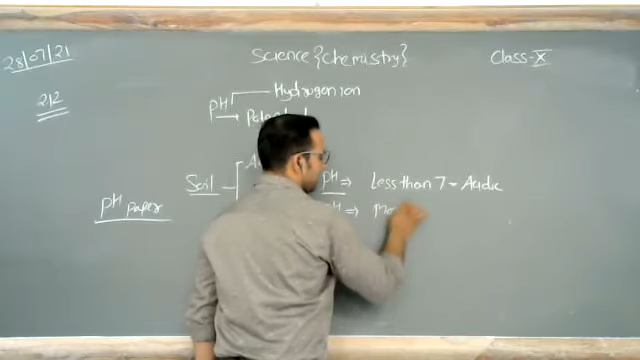 28/07/21 Science{Chemistry} Class-X
212
pH Hydrogen ion
Soil pH ⇒ Less than 7 = Acidic
pH paper ⇒